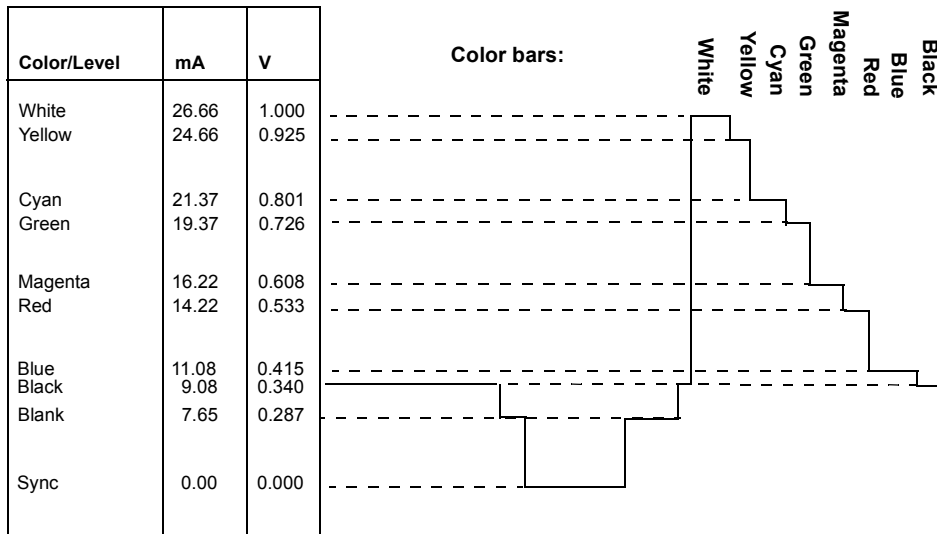 Color/Level mA V
White 26.66 1.000
Yellow 24.66 0.925
Cyan 21.37 0.801
Green 19.37 0.726
Magenta 16.22 0.608
Red 14.22 0.533
Blue 11.08 0.415
Black 9.08 0.340
Blank 7.65 0.287
Sync 0.00 0.000
Color bars:
White
Yellow
Cyan
Green
Magenta
Red
Blue
Black